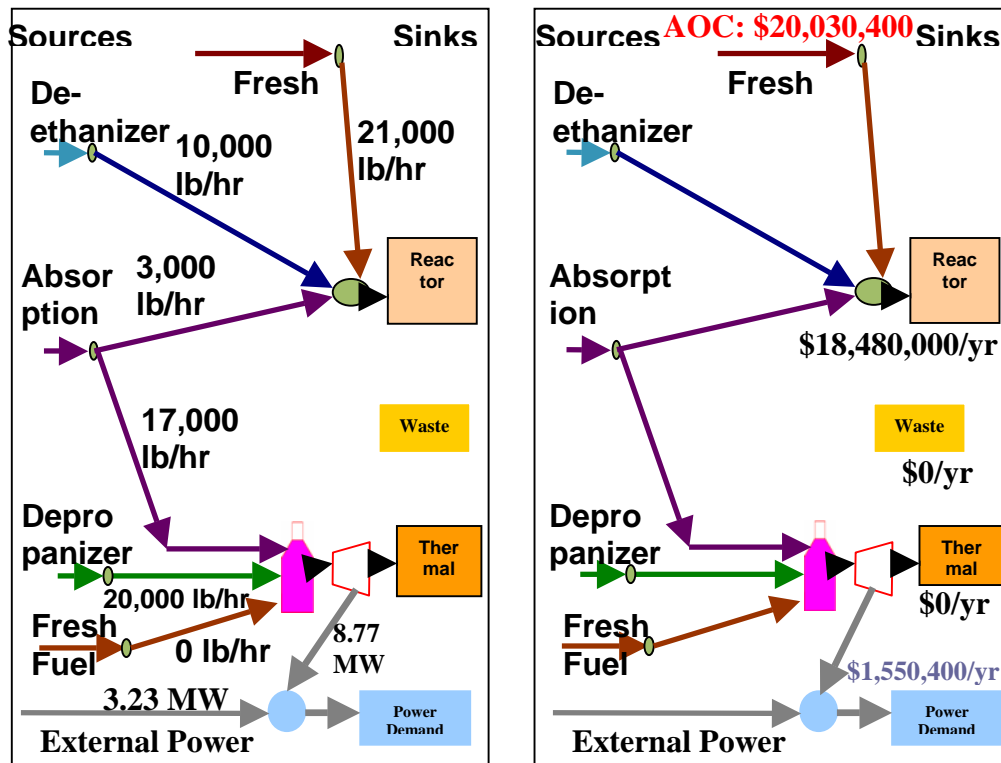 Sources
Sinks
Fresh
De-
ethanizer
10,000
lb/hr
21,000
lb/hr
Absor
ption
3,000
lb/hr
Reac
tor
17,000
lb/hr
Waste
Depro
panizer
20,000 lb/hr
Ther
mal
Fresh
Fuel
0 lb/hr
8.77
MW
3.23 MW
External Power
Power
Demand
Sources
AOC: $20,030,400
Sinks
Fresh
De-
ethanizer
Absorpt
ion
Reac
tor
$18,480,000/yr
Waste
$0/yr
Depro
panizer
Ther
mal
$0/yr
Fresh
Fuel
$1,550,400/yr
External Power
Power
Demand